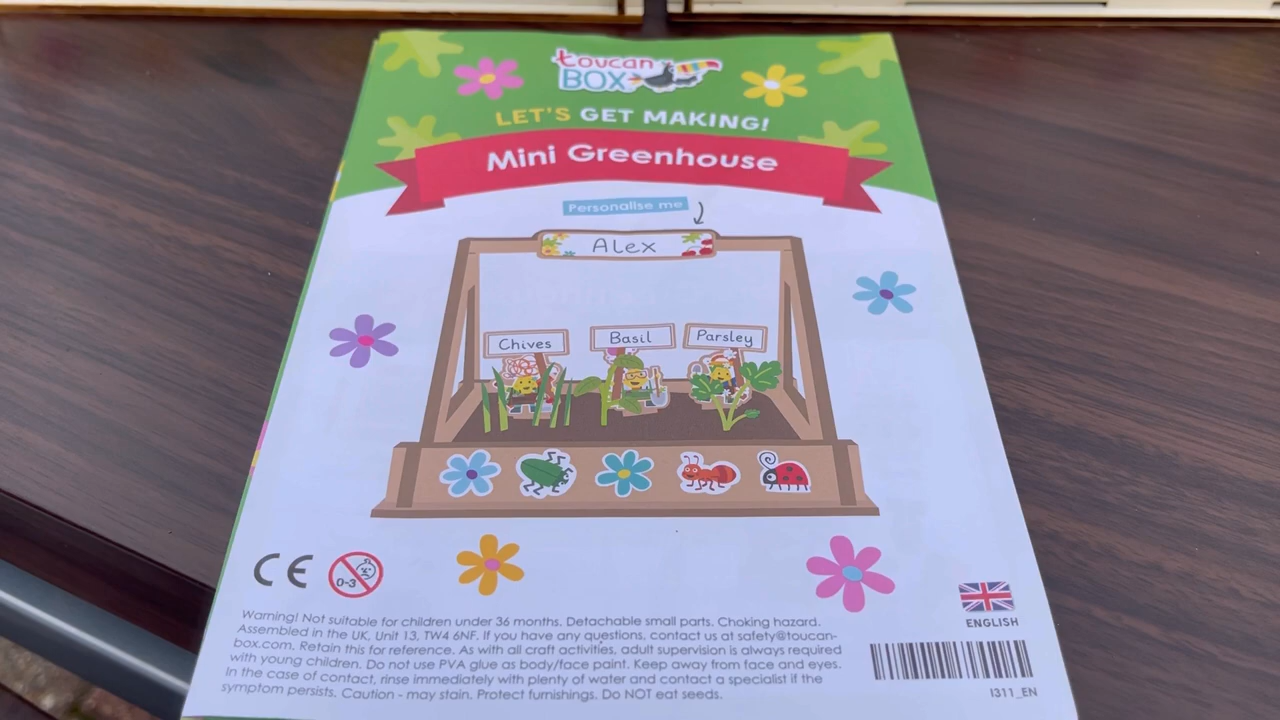 toucan
BOX
LET'S GET MAKING!
Mini Greenhouse
Personalise me
Alex
Chives Basil Parsley
CE 0-3
ENGLISH
Warning! Not suitable for children under 36 months. Detachable small parts. Choking hazard.
Assembled in the UK, Unit 13, TW4 6NF. If you have any questions, contact us at safety@toucan-
box.com. Retain this for reference. As with all craft activities, adult supervision is always required
with young children. Do not use PVA glue as body/face paint. Keep away from face and eyes.
In the case of contact, rinse immediately with plenty of water and contact a specialist if the
symptom persists. Caution - may stain. Protect furnishings. Do NOT eat seeds.
I311_EN